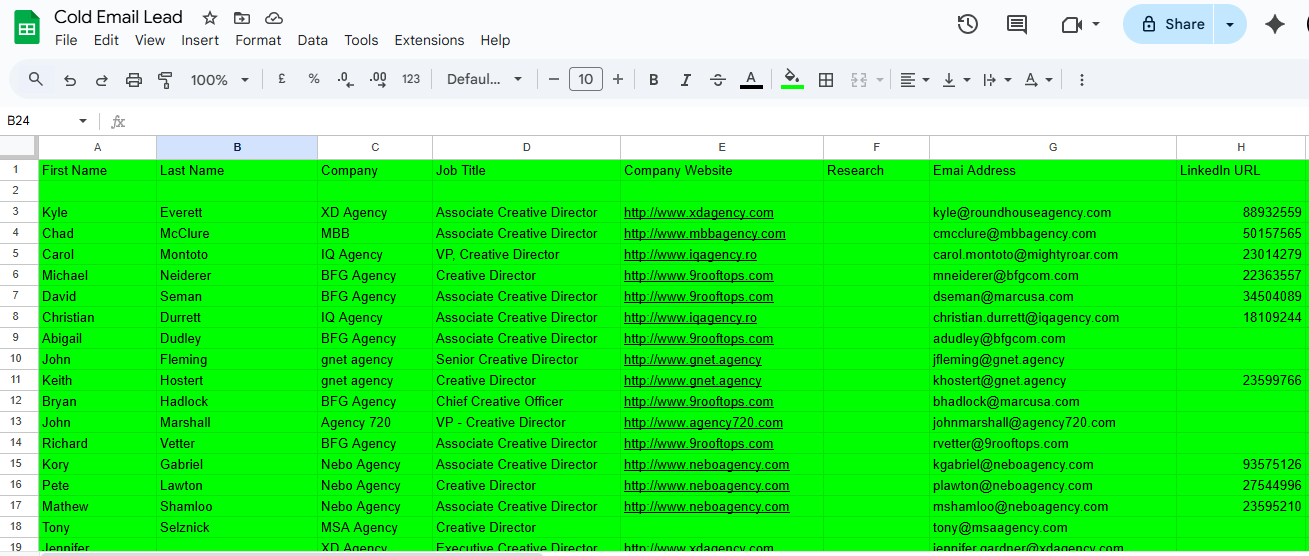 Cold Email Lead
File Edit View Insert Format Data Tools Extensions Help
Share
100% £ % .0 .00 123 Defaul... 10 B I A A
B24 fx
A B C D E F G H
1 First Name Last Name Company Job Title Company Website Research Emai Address LinkedIn URL
2
3 Kyle Everett XD Agency Associate Creative Director http://www.xdagency.com kyle@roundhouseagency.com 88932559
4 Chad McClure MBB Associate Creative Director http://www.mbbagency.com cmcclure@mbbagency.com 50157565
5 Carol Montoto IQ Agency VP, Creative Director http://www.iqagency.ro carol.montoto@mightyroar.com 23014279
6 Michael Neiderer BFG Agency Creative Director http://www.9rooftops.com mneiderer@bfgcom.com 22363557
7 David Seman BFG Agency Associate Creative Director http://www.9rooftops.com dseman@marcusa.com 34504089
8 Christian Durrett IQ Agency Associate Creative Director http://www.iqagency.ro christian.durrett@iqagency.com 18109244
9 Abigail Dudley BFG Agency Associate Creative Director http://www.9rooftops.com adudley@bfgcom.com
10 John Fleming gnet agency Senior Creative Director http://www.gnet.agency jfleming@gnet.agency
11 Keith Hostert gnet agency Creative Director http://www.gnet.agency khostert@gnet.agency 23599766
12 Bryan Hadlock BFG Agency Chief Creative Officer http://www.9rooftops.com bhadlock@marcusa.com
13 John Marshall Agency 720 VP - Creative Director http://www.agency720.com johnmarshall@agency720.com
14 Richard Vetter BFG Agency Associate Creative Director http://www.9rooftops.com rvetter@9rooftops.com
15 Kory Gabriel Nebo Agency Associate Creative Director http://www.neboagency.com kgabriel@neboagency.com 93575126
16 Pete Lawton Nebo Agency Creative Director http://www.neboagency.com plawton@neboagency.com 27544996
17 Mathew Shamloo Nebo Agency Associate Creative Director http://www.neboagency.com mshamloo@neboagency.com 23595210
18 Tony Selznick MSA Agency Creative Director tony@msaagency.com
19 Jennifer XD Agency Executive Creative Director http://www.xdagency.com jennifer.gardner@xdagency.com